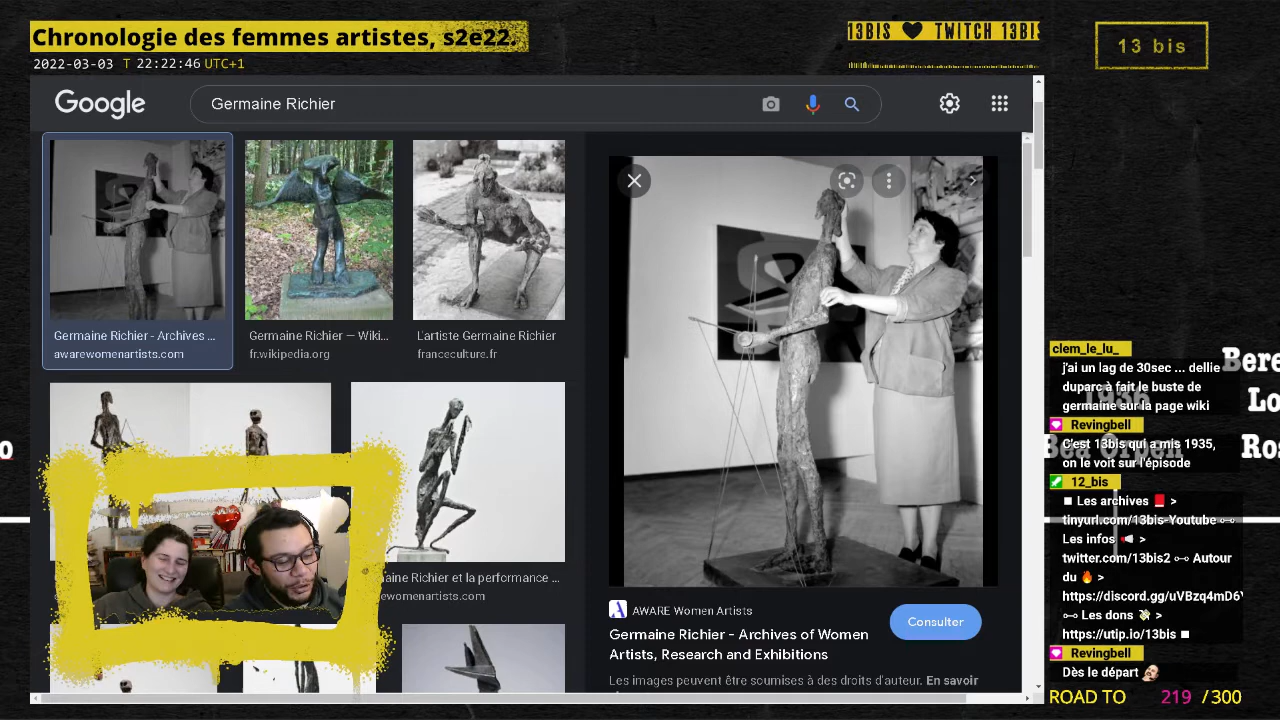 Chronologie des femmes artistes, s2e22.
2022-03-03 T 22:22:46 UTC+1
13BIS TWITCH 13BI
13 bis
Google
Germaine Richier
Germaine Richier - Archives ...
awarewomenartists.com
Germaine Richier — Wiki...
fr.wikipedia.org
L'artiste Germaine Richier
franceculture.fr
aine Richier et la performance ...
ewomenartists.com
AWARE Women Artists
Consulter
Germaine Richier - Archives of Women
Artists, Research and Exhibitions
Les images peuvent être soumises à des droits d'auteur. En savoir
clem_le_lu_
j'ai un lag de 30sec ... dellie
duparc à fait le buste de
germaine sur la page wiki
Revingbell
C'est 13bis qui a mis 1935,
on le voit sur l'épisode
12_bis
Les archives >
tinyurl.com/13bis-Youtube
Les infos >
twitter.com/13bis2 Autour
du >
https://discord.gg/uVBzq4mD6
Les dons >
https://utip.io/13bis
Revingbell
Dès le départ
ROAD TO 219 / 300
1936
Bere
Lo
Ros
o